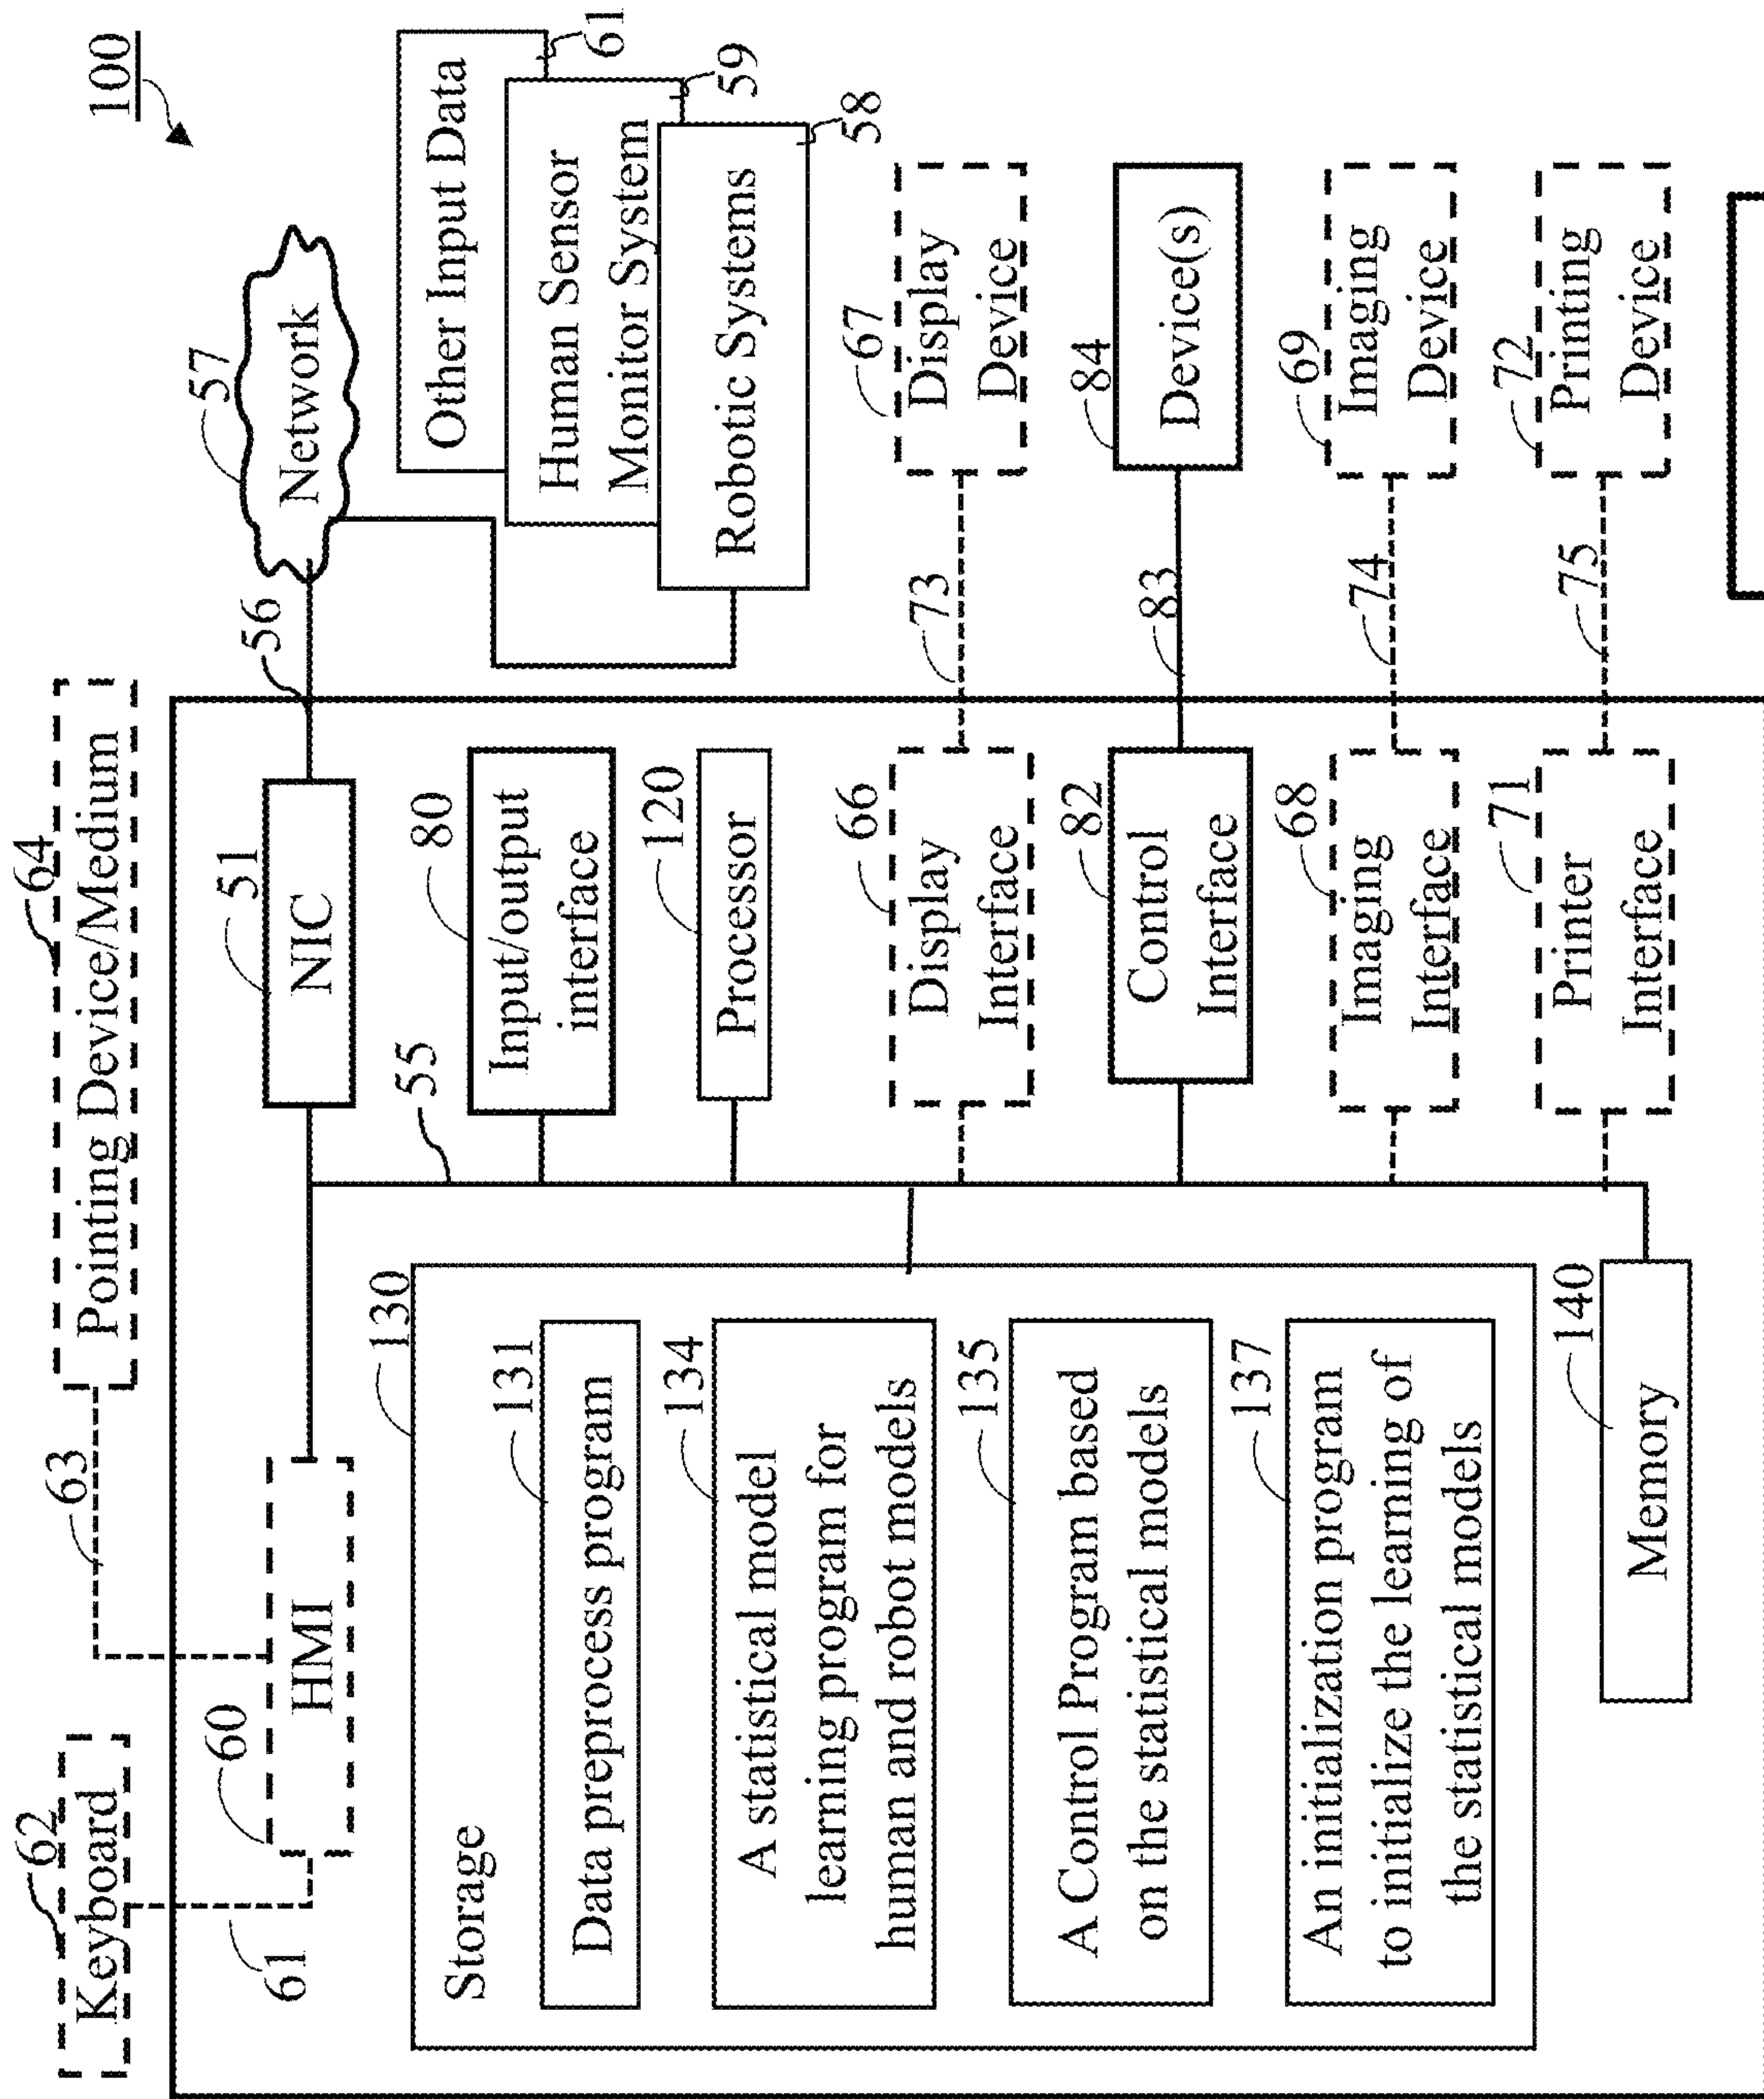 100
62
Keyboard
64
Pointing Device/Medium
61
63
60
HMI
51
NIC
56
57
Network
Other Input Data
61
Human Sensor
Monitor System
59
Robotic Systems
58
55
80
Input/output
interface
120
Processor
130
Storage
131
Data preprocess program
134
A statistical model
learning program for
human and robot models
135
A Control Program based
on the statistical models
137
An initialization program
to initialize the learning of
the statistical models
140
Memory
66
Display
Interface
73
67
Display
Device
82
Control
Interface
83
84
Device(s)
68
Imaging
Interface
74
69
Imaging
Device
71
Printer
Interface
75
72
Printing
Device